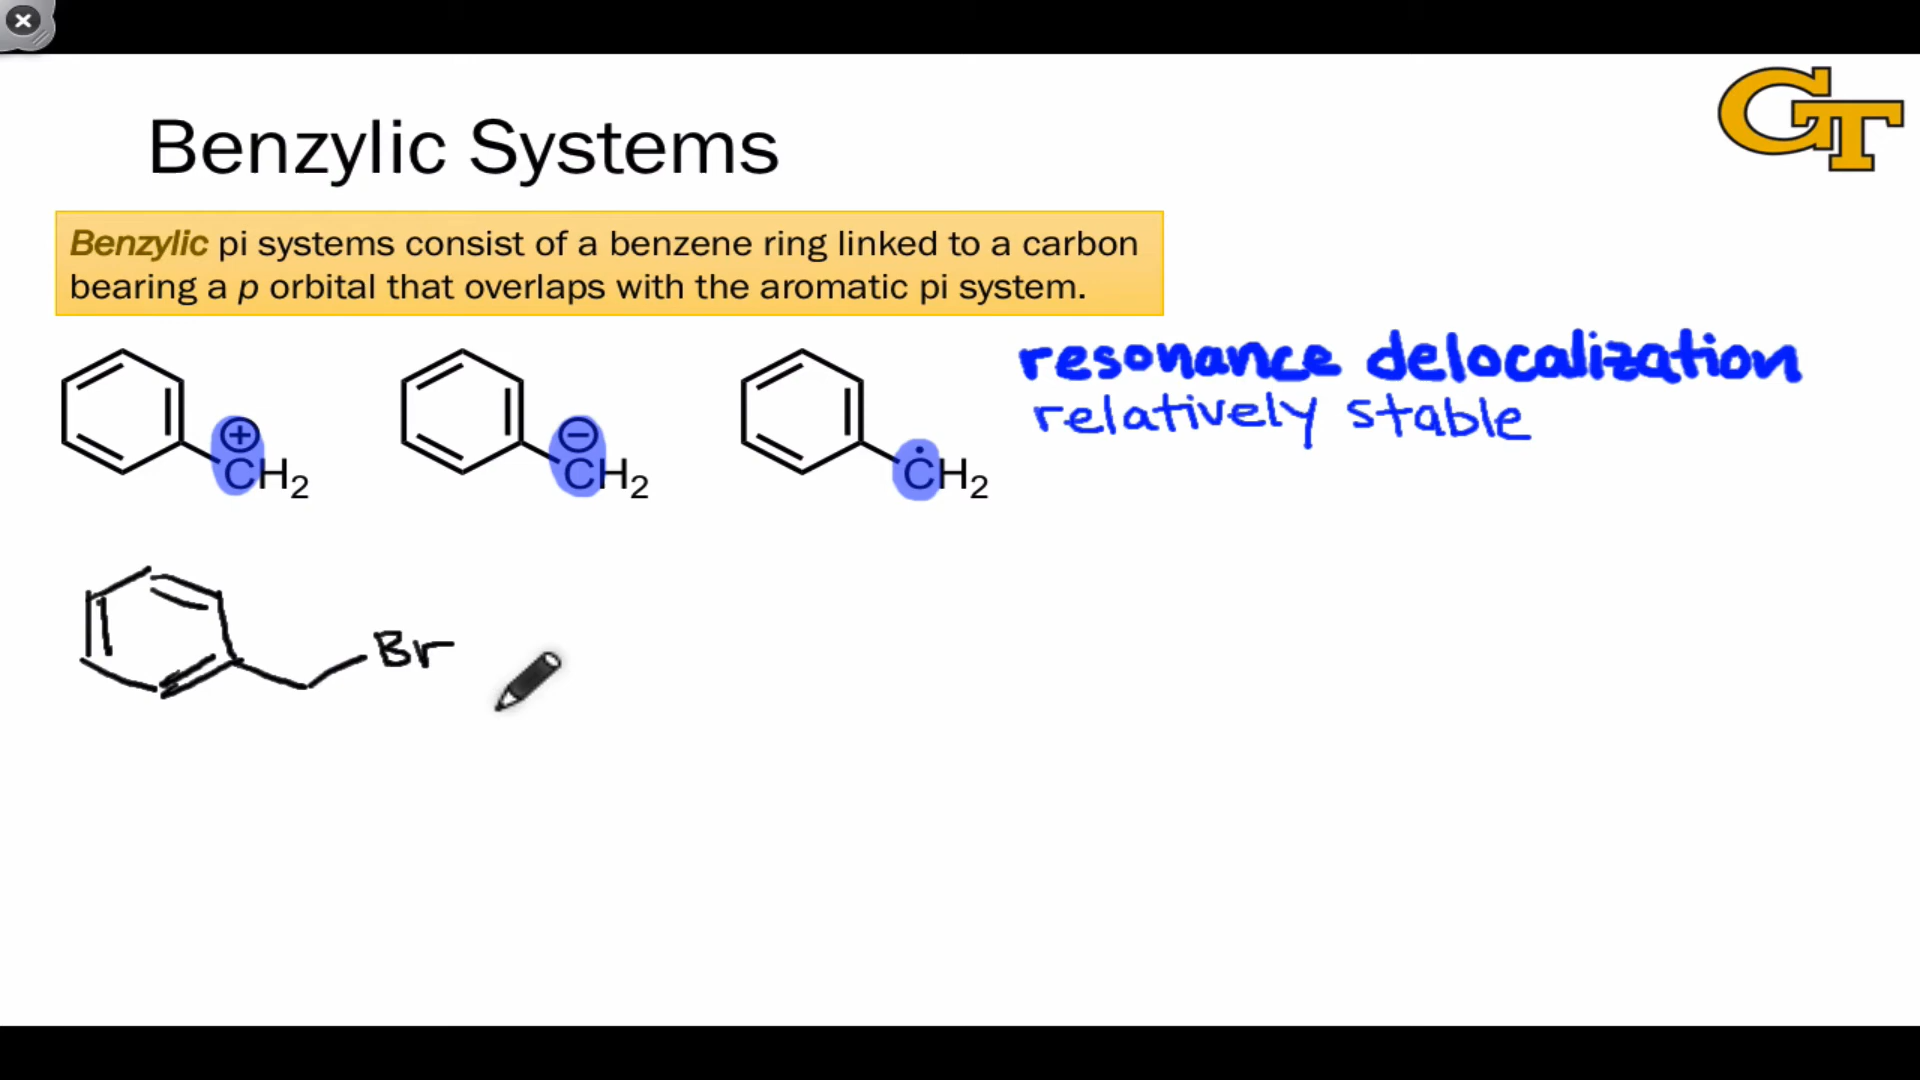 GT
Benzylic Systems
Benzylic pi systems consist of a benzene ring linked to a carbon
bearing a p orbital that overlaps with the aromatic pi system.
resonance delocalization
relatively stable
⊕
CH2
⊖
CH2
ĊH2
Br